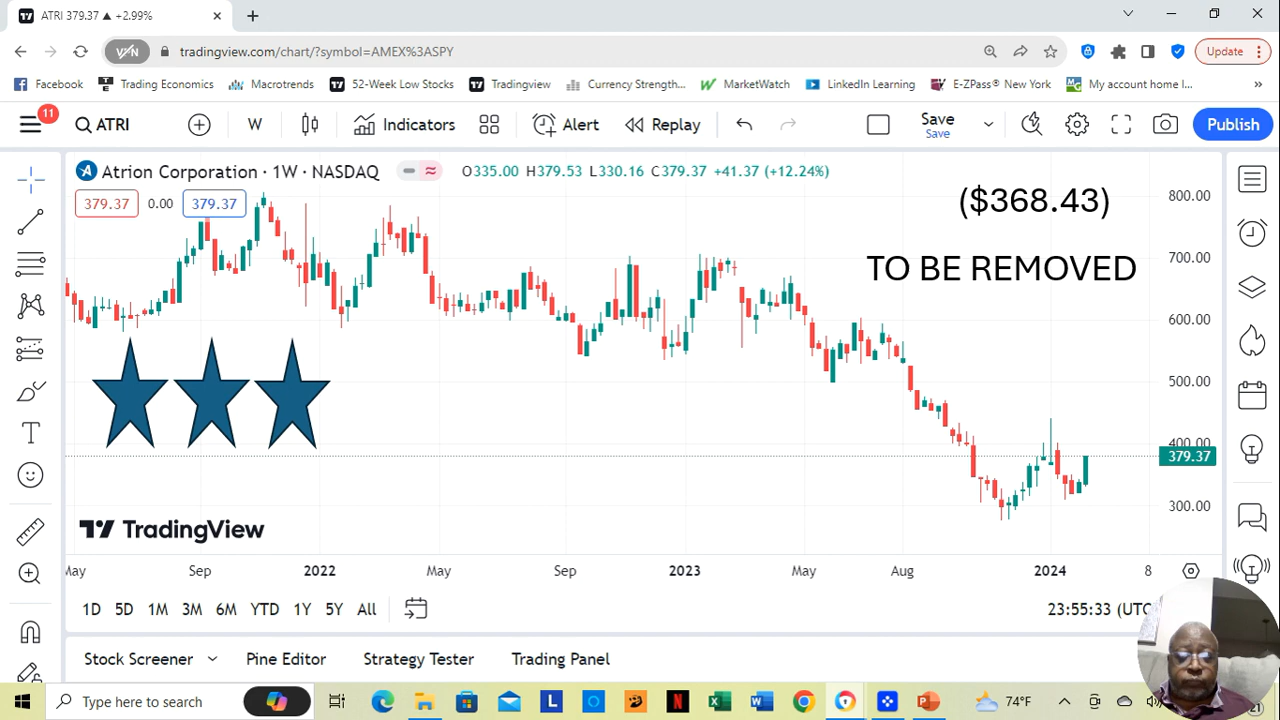 ATRI 379.37 ▲ +2.99%
tradingview.com/chart/?symbol=AMEX%3ASPY
Update
Facebook
Trading Economics
Macrotrends
52-Week Low Stocks
Tradingview
Currency Strength...
MarketWatch
LinkedIn Learning
E-ZPass® New York
My account home l...
11
ATRI
W
Indicators
Alert
Replay
Save
Save
Publish
Atrion Corporation · 1W · NASDAQ
O335.00 H379.53 L330.16 C379.37 +41.37 (+12.24%)
379.37
0.00
379.37
($368.43)
TO BE REMOVED
800.00
700.00
600.00
500.00
400.00
379.37
300.00
TradingView
May
Sep
2022
May
Sep
2023
May
Aug
2024
8
1D 5D 1M 3M 6M YTD 1Y 5Y All
23:55:33 (UTC
Stock Screener
Pine Editor
Strategy Tester
Trading Panel
Type here to search
74°F
21